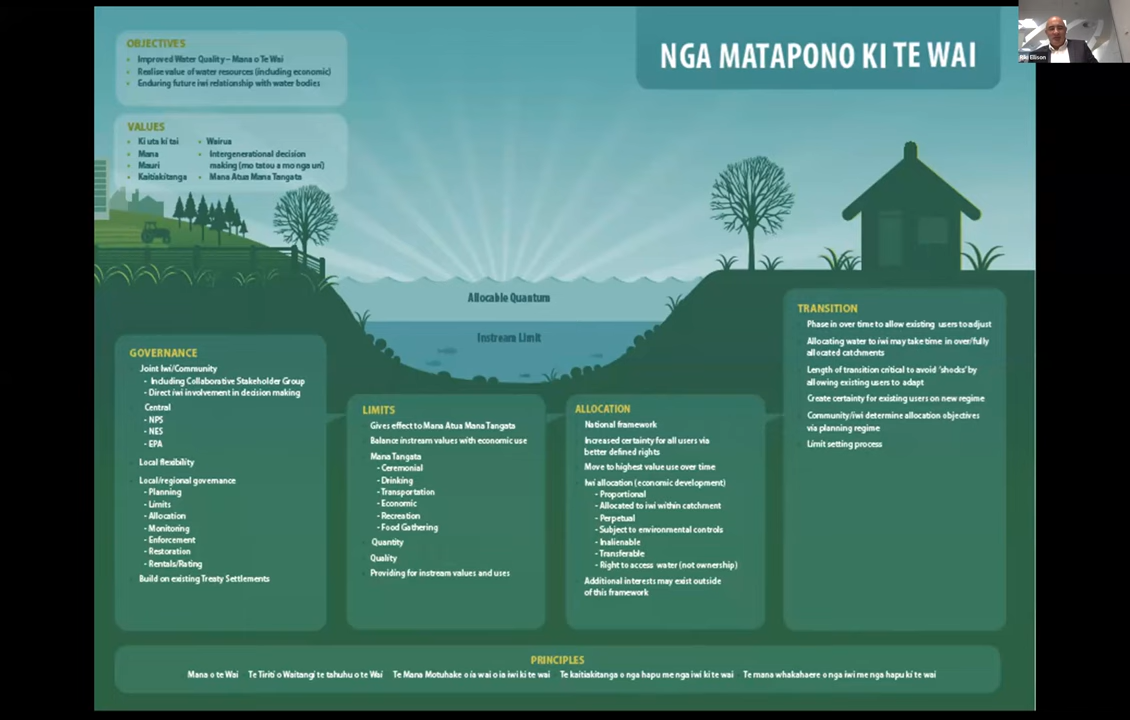 NGA MATAPONO KI TE WAI
OBJECTIVES
Improved Water Quality – Mana o Te Wai
Realise value of water resources (including economic)
Enduring future iwi relationship with water bodies
VALUES
Ki uta ki tai
Mana
Mauri
Kaitiakitanga
Wairua
Intergenerational decision
making (mo tatou a mo nga uri)
Mana Atua Mana Tangata
Allocable Quantum
Instream Limit
GOVERNANCE
Joint Iwi/Community
- Including Collaborative Stakeholder Group
- Direct iwi involvement in decision making
Central
- NPS
- NES
- EPA
Local flexibility
Local/regional governance
- Planning
- Limits
- Allocation
- Monitoring
- Enforcement
- Restoration
- Rentals/Rating
Build on existing Treaty Settlements
LIMITS
Gives effect to Mana Atua Mana Tangata
Balance instream values with economic use
Mana Tangata
- Ceremonial
- Drinking
- Transportation
- Economic
- Recreation
- Food Gathering
Quantity
Quality
Providing for instream values and uses
ALLOCATION
National framework
Increased certainty for all users via
better defined rights
Move to highest value use over time
Iwi allocation (economic development)
- Proportional
- Allocated to iwi within catchment
- Perpetual
- Subject to environmental controls
- Inalienable
- Transferable
- Right to access water (not ownership)
Additional interests may exist outside
of this framework
TRANSITION
Phase in over time to allow existing users to adjust
Allocating water to iwi may take time in over/fully
allocated catchments
Length of transition critical to avoid 'shocks' by
allowing existing users to adapt
Create certainty for existing users on new regime
Community/iwi determine allocation objectives
via planning regime
Limit setting process
PRINCIPLES
Mana o te Wai Te Tiriti o Waitangi te tahuhu o te Wai Te Mana Motuhake o ia wai o ia iwi ki te wai Te kaitiakitanga o nga hapu me nga iwi ki te wai Te mana whakahaere o nga iwi me nga hapu ki te wai
Ellison